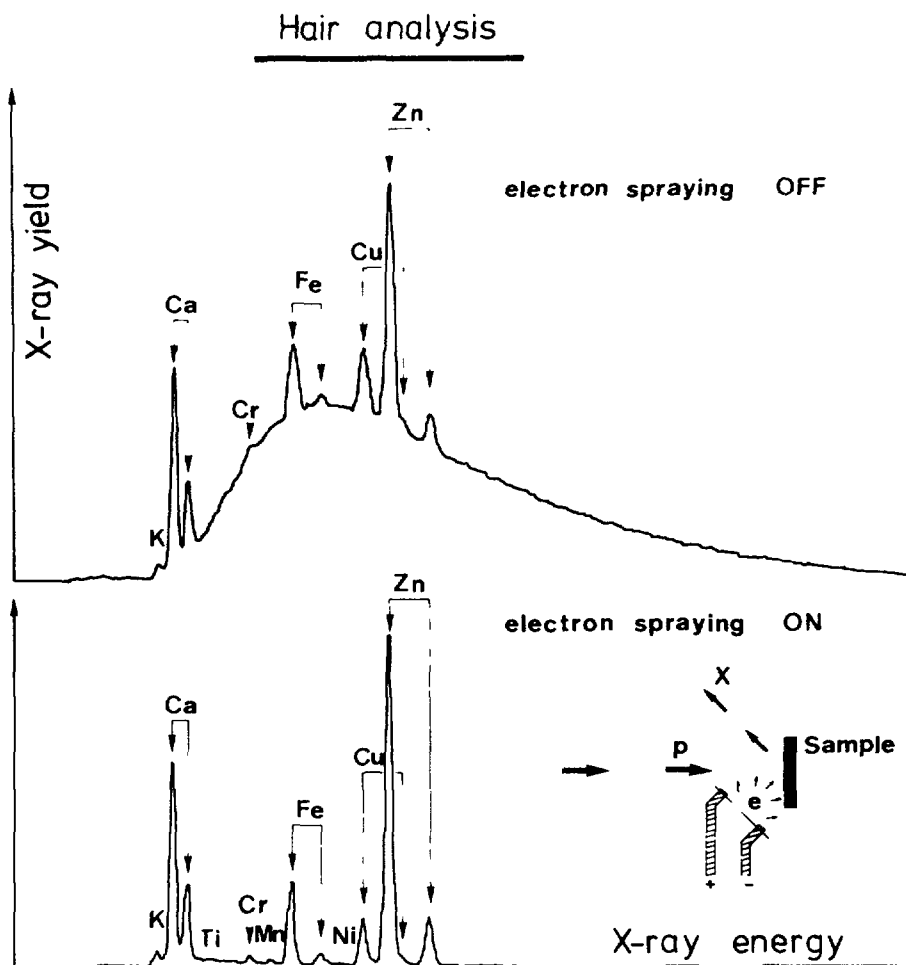 Hair analysis
X-ray yield
Zn
electron spraying OFF
Cu
Fe
Ca
Cr
K
Zn
electron spraying ON
X
Ca
Sample
p
Cu
e
Fe
+ -
K
Ti
Cr
Mn
Ni
X-ray energy